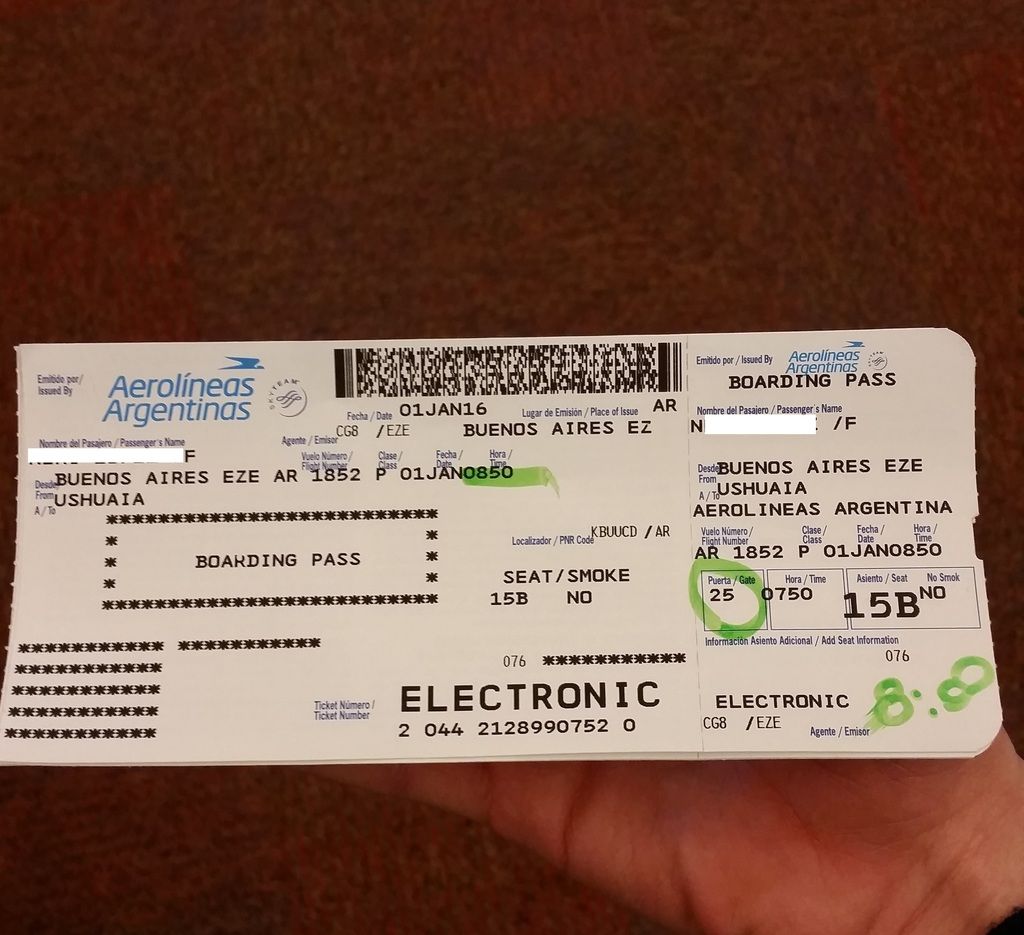 Emitido por/
Issued By
Aerolíneas
Argentinas
SKYTEAM
Fecha / Date 01JAN16 Lugar de Emisión / Place of Issue AR
Agente / Emisor CG8 /EZE BUENOS AIRES EZ
Nombre del Pasajero / Passenger's Name
F
Vuelo Número / Flight Number Clase / Class Fecha / Date Hora / Time
Desde From BUENOS AIRES EZE AR 1852 P 01JAN0850
A / To USHUAIA
************************
* *
Localizador / PNR Code KBUUCD /AR
* BOARDING PASS *
* SEAT/SMOKE *
************************ 15B NO
*********** ***********
*********** 076 ***********
***********
***********
***********
Ticket Número /
Ticket Number
ELECTRONIC
2 044 2128990752 0
Emitido por / Issued By
Aerolíneas
Argentinas
BOARDING PASS
Nombre del Pasajero / Passenger's Name
N /F
Desde
From BUENOS AIRES EZE
A / To USHUAIA
AEROLINEAS ARGENTINA
Vuelo Número / Flight Number Clase / Class Fecha / Date Hora / Time
AR 1852 P 01JAN0850
Puerta / Gate Hora / Time Asiento / Seat No Smok
25 0750 15B NO
Información Asiento Adicional / Add Seat Information
076
ELECTRONIC
8:00
CG8 /EZE
Agente / Emisor